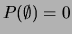 P(∅) = 0